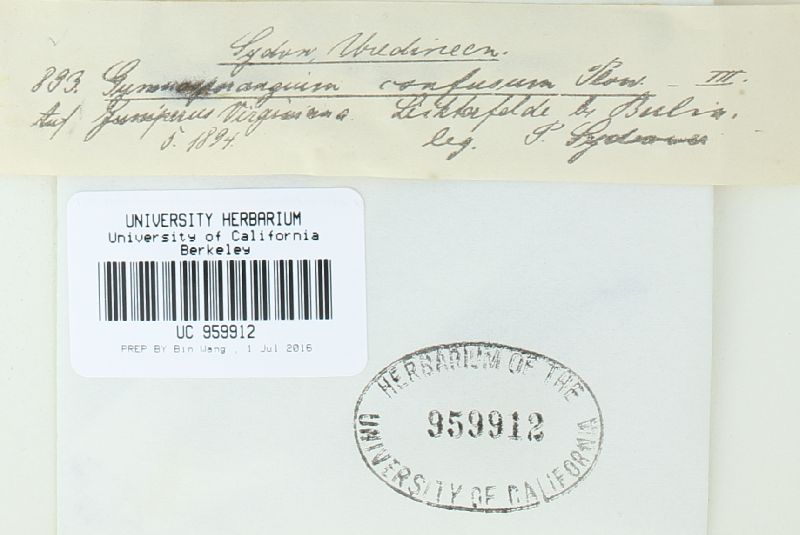 Sydow, Uredineen.
893. Gymnosporangium confusum Plow. - III.
Auf Juniperus Virginiana. Lichterfelde b. Berlin.
5. 1894. leg. P. Sydow
UNIVERSITY HERBARIUM
University of California
Berkeley
UC 959912
PREP BY Bin Wang , 1 Jul 2016
HERBARIUM OF THE
959912
UNIVERSITY OF CALIFORNIA